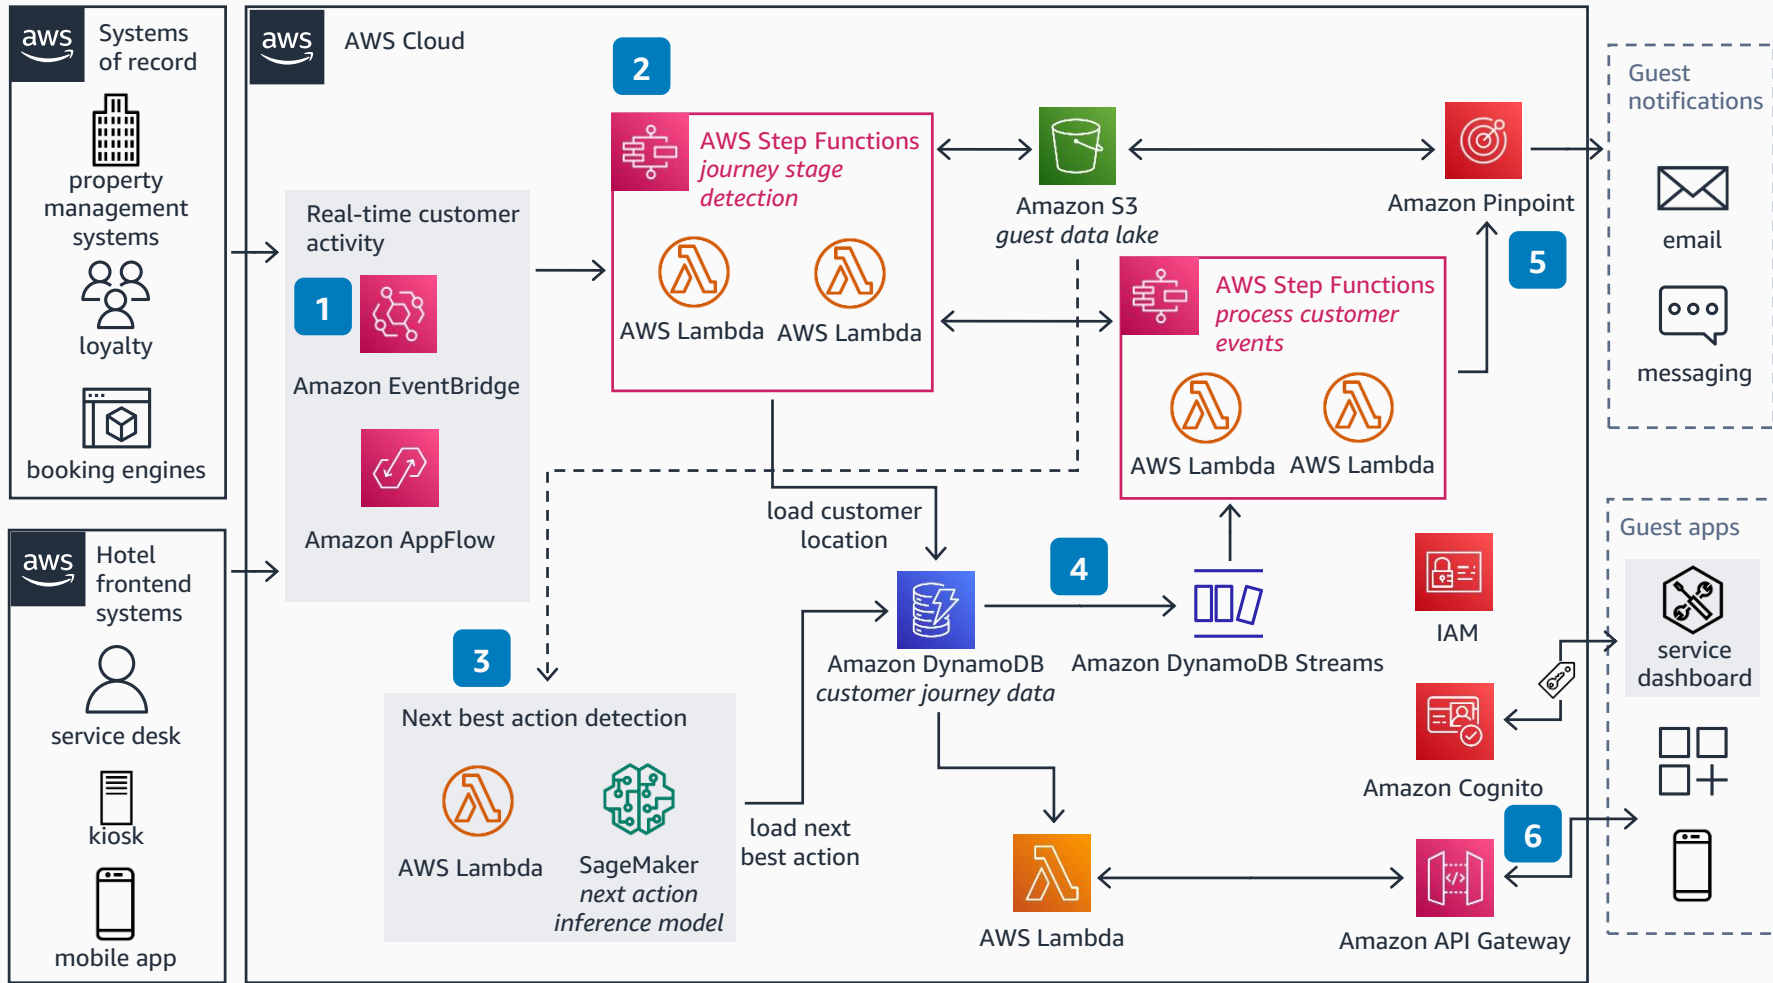 aws
Systems
of record
property
management
systems
loyalty
booking engines
aws
Hotel
frontend
systems
service desk
kiosk
mobile app
aws
AWS Cloud
Real-time customer
activity
1
Amazon EventBridge
Amazon AppFlow
2
AWS Step Functions
journey stage
detection
AWS Lambda
AWS Lambda
Amazon S3
guest data lake
Amazon Pinpoint
5
AWS Step Functions
process customer
events
AWS Lambda
AWS Lambda
load customer
location
3
Next best action detection
AWS Lambda
SageMaker
next action
inference model
load next
best action
Amazon DynamoDB
customer journey data
4
Amazon DynamoDB Streams
IAM
Amazon Cognito
AWS Lambda
6
Amazon API Gateway
Guest
notifications
email
messaging
Guest apps
service
dashboard